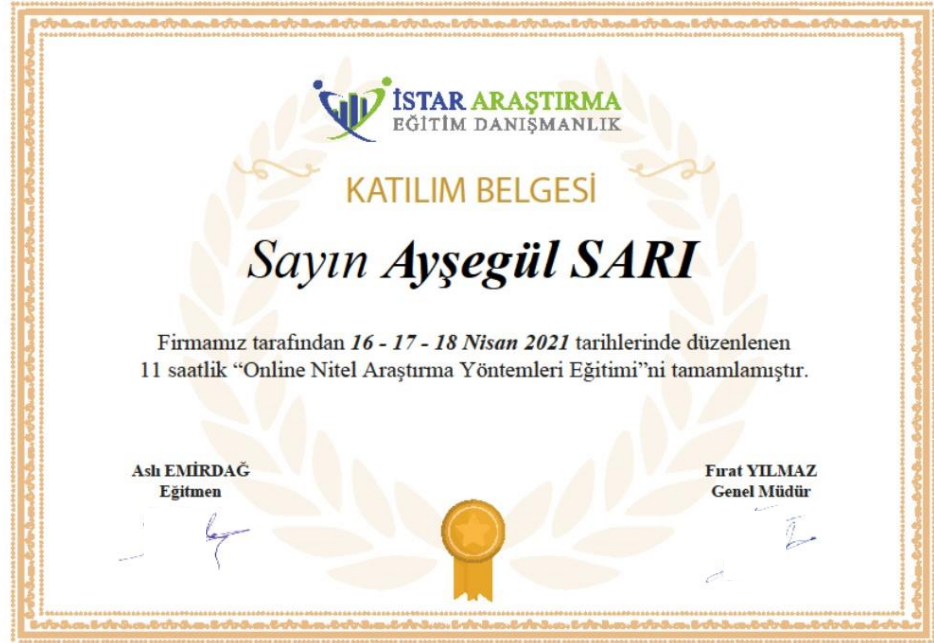 İSTAR ARAŞTIRMA
EĞİTİM DANIŞMANLIK
KATILIM BELGESİ
Sayın Ayşegül SARI
Firmamız tarafından 16 - 17 - 18 Nisan 2021 tarihlerinde düzenlenen
11 saatlik “Online Nitel Araştırma Yöntemleri Eğitimi”ni tamamlamıştır.
Aslı EMİRDAĞ
Eğitmen
Fırat YILMAZ
Genel Müdür